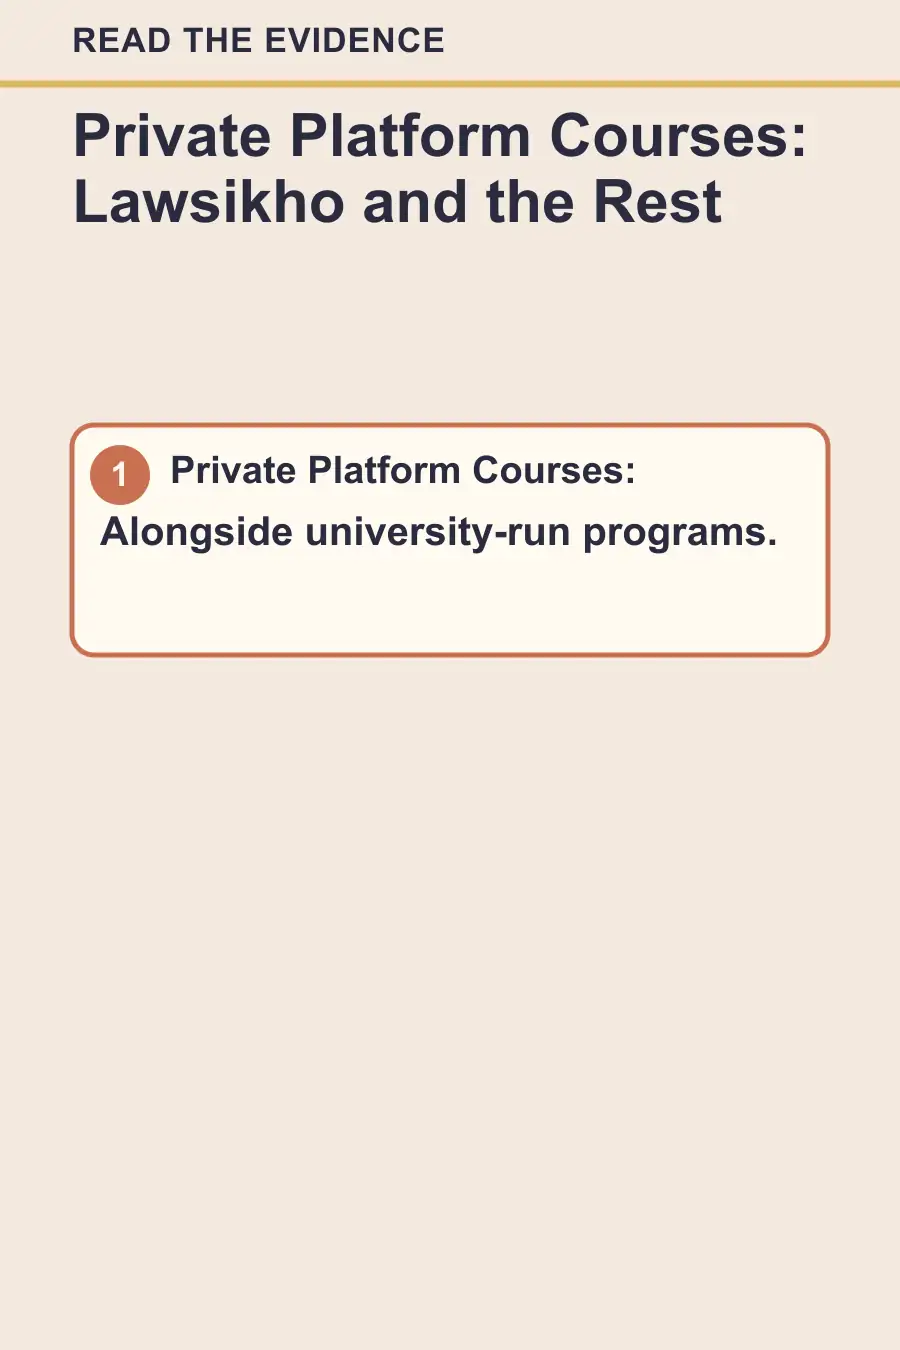 READ THE EVIDENCE
Private Platform Courses:
Lawsikho and the Rest
1 Private Platform Courses:
Alongside university-run programs.